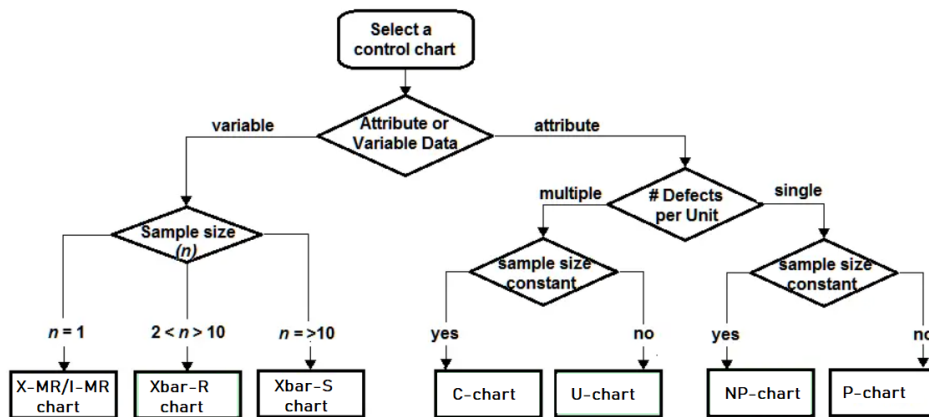 Select a
control chart
Attribute or
Variable Data
variable
attribute
# Defects
per Unit
multiple
single
Sample size
(n)
sample size
constant
sample size
constant
n = 1
2 < n > 10
n = >10
yes
no
yes
no
X-MR/I-MR
chart
Xbar-R
chart
Xbar-S
chart
C-chart
U-chart
NP-chart
P-chart